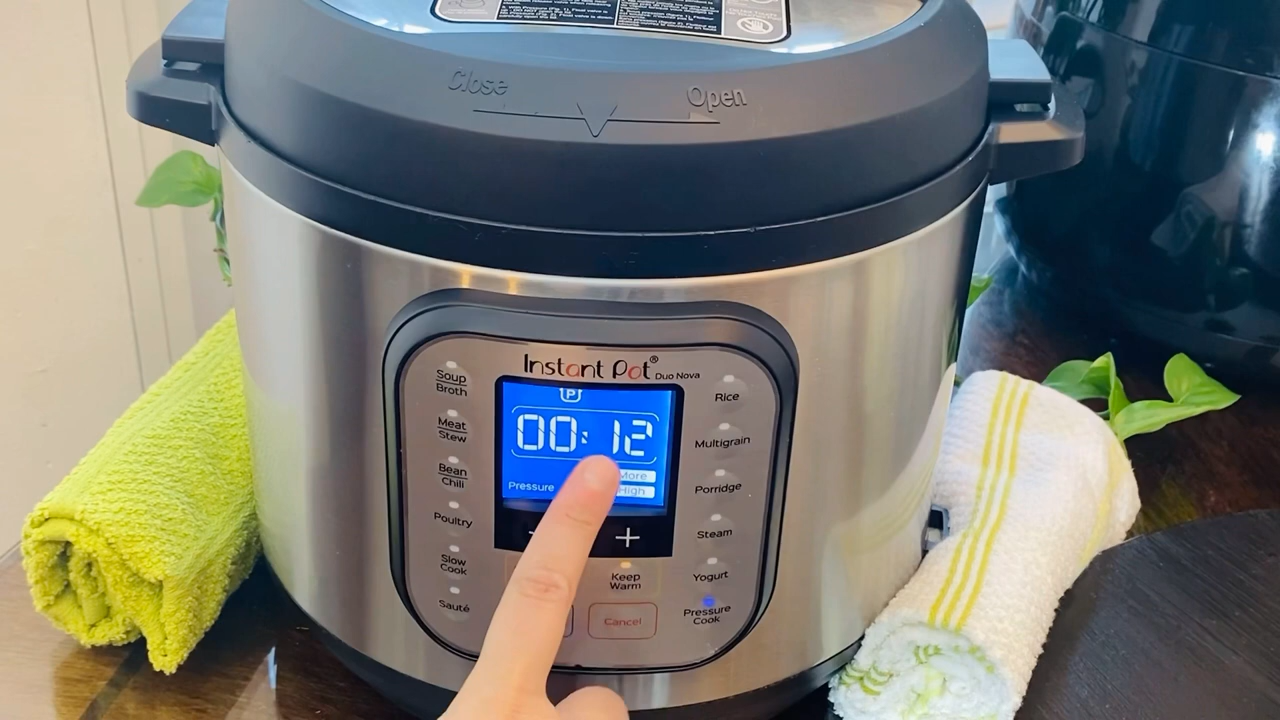 Close
Open
Instant Pot® Duo Nova
P
00:12
More
Pressure
High
+
Soup
Broth
Meat
Stew
Bean
Chili
Poultry
Slow
Cook
Sauté
Rice
Multigrain
Porridge
Steam
Yogurt
Pressure
Cook
Keep
Warm
Cancel